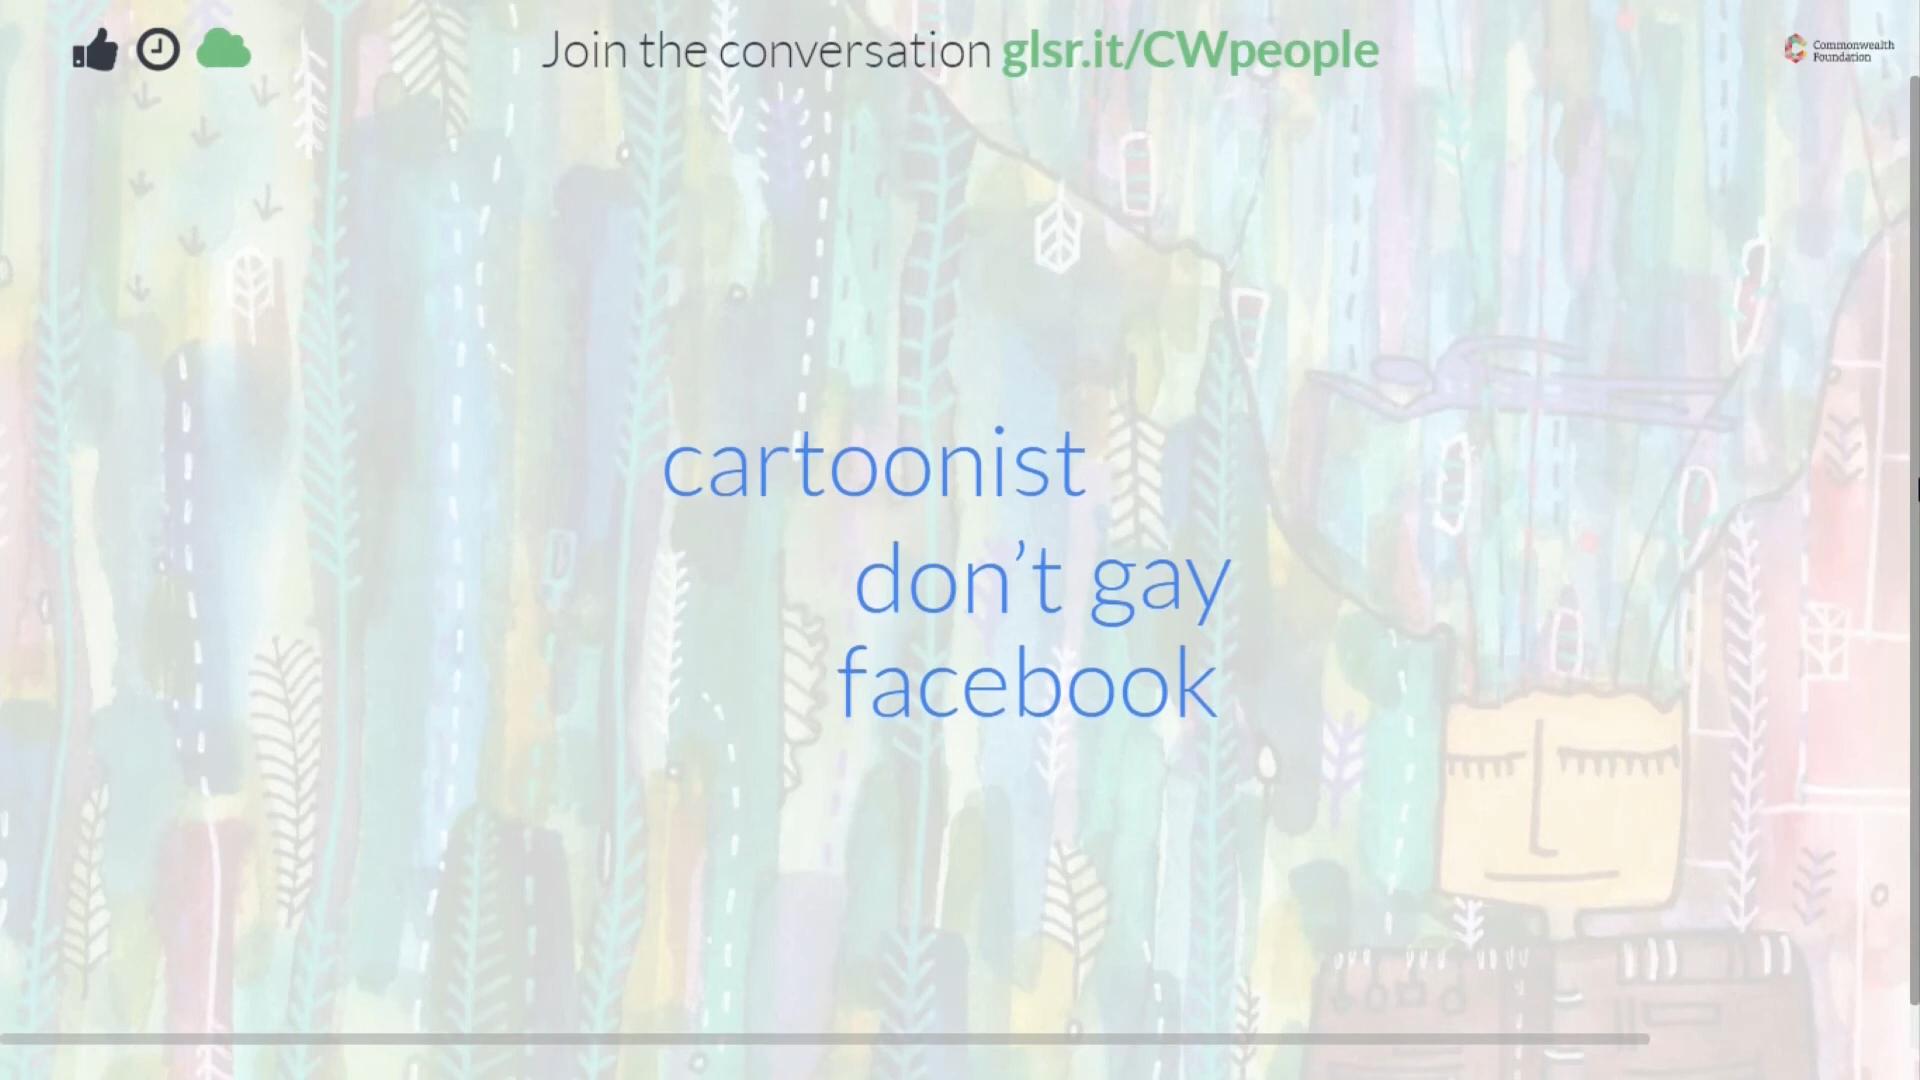 Join the conversation glsr.it/CWpeople
Commonwealth
Foundation
cartoonist
don’t gay
facebook